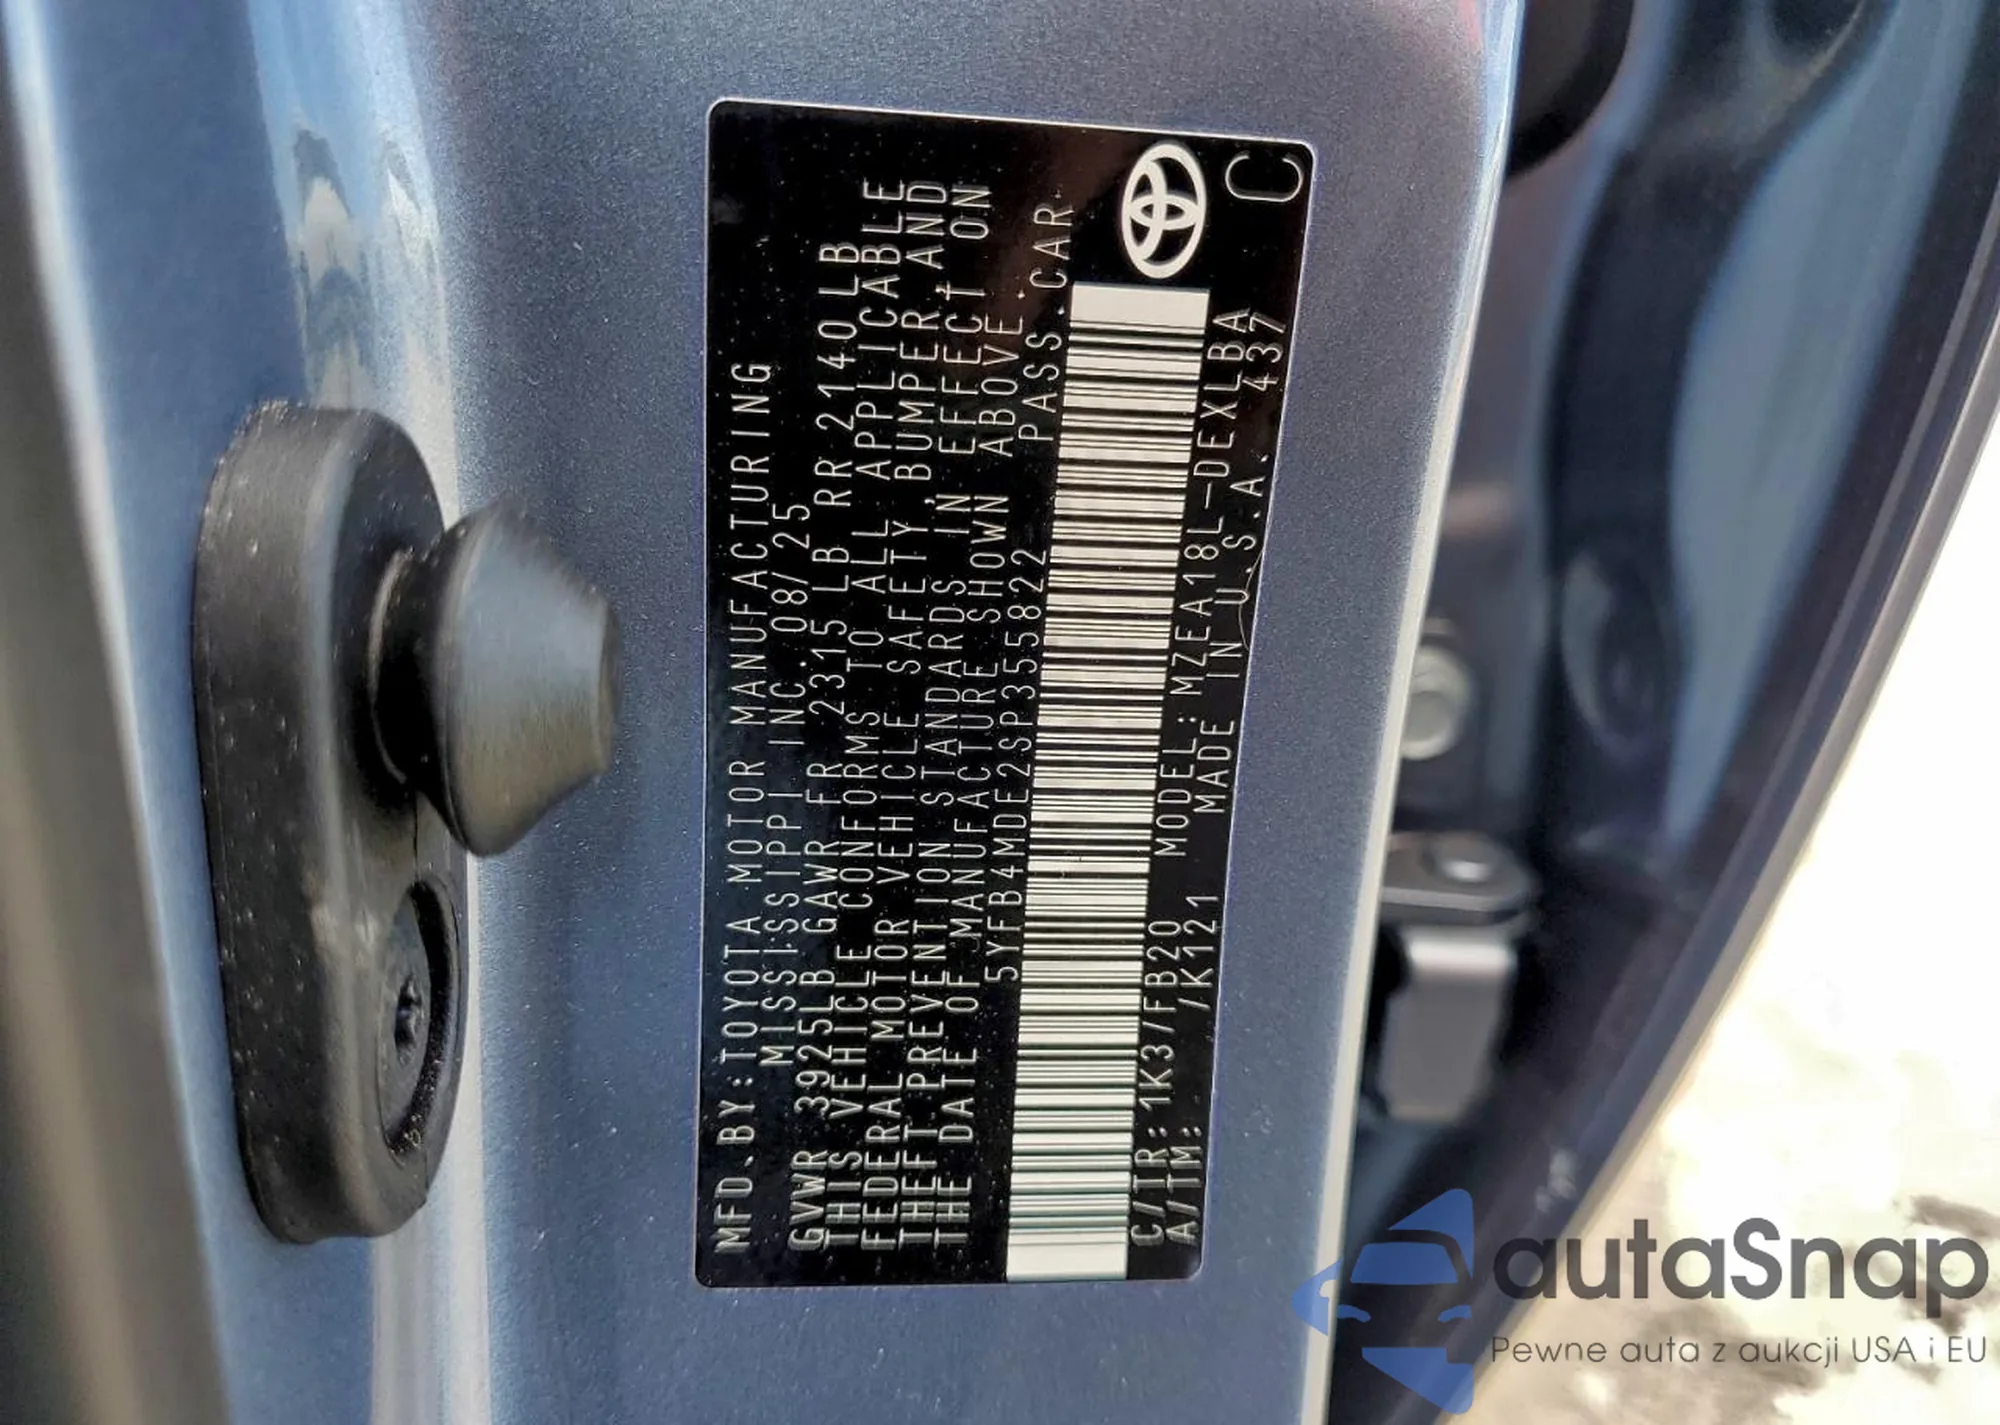 MFD.BY:TOYOTA MOTOR MANUFACTURING
MISSISSIPPI INC. 08/25
GVWR 3925LB GAWR FR 2315LB RR 2140LB
THIS VEHICLE CONFORMS TO ALL APPLICABLE
FEDERAL MOTOR VEHICLE SAFETY, BUMPER, AND
THEFT PREVENTION STANDARDS IN EFFECT ON
THE DATE OF MANUFACTURE SHOWN ABOVE.
5YFB4MDE2SP355822 PASS.CAR
C/TR:1K37FB20 MODEL:MZEA18L-DEXLBA
A/TM: /K121 MADE IN U.S.A. 437
C
autaSnap
Pewne auta z aukcji USA i EU